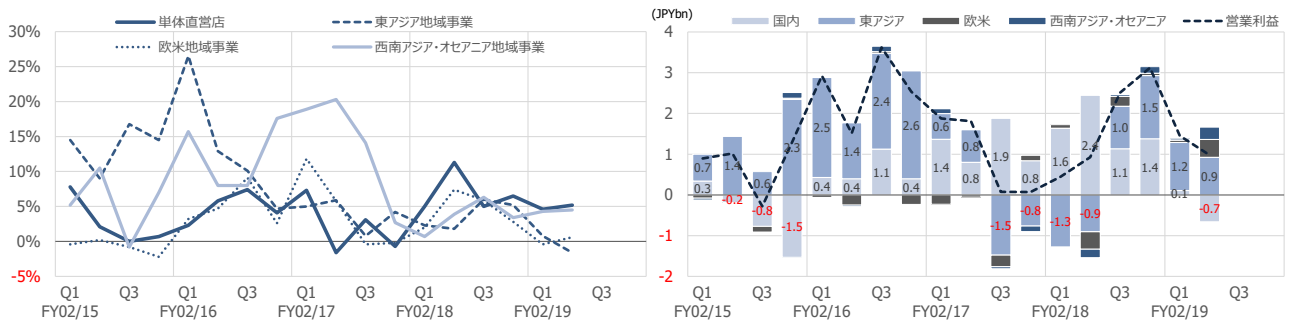 単体直営店 東アジア地域事業
欧米地域事業 西南アジア・オセアニア地域事業
30%
25%
20%
15%
10%
5%
0%
-5%
Q1 Q3 Q1 Q3 Q1 Q3 Q1 Q3 Q1 Q3
FY02/15 FY02/16 FY02/17 FY02/18 FY02/19
(JPYbn)
国内 東アジア 欧米 西南アジア・オセアニア 営業利益
4
3
2
1
0
-1
-2
0.7 1.4 0.6 2.3 2.5 1.4 2.4 2.6 0.6 0.8 1.9 0.8 1.6 2.4 1.0 1.5 1.2 0.9
0.3 -0.2 -0.8 -1.5 0.4 0.4 1.1 0.4 1.4 0.8 -1.5 -0.8 -1.3 -0.9 1.1 1.4 0.1 -0.7
Q1 Q3 Q1 Q3 Q1 Q3 Q1 Q3 Q1 Q3
FY02/15 FY02/16 FY02/17 FY02/18 FY02/19